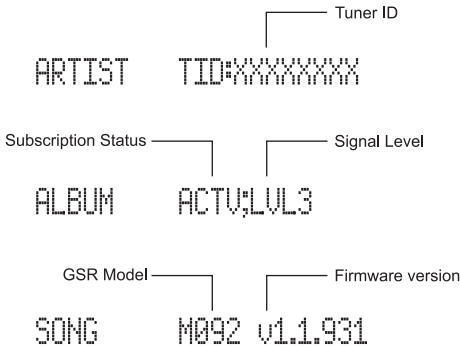 Tuner ID
ARTIST TID:XXXXXXXX
Subscription Status Signal Level
ALBUM ACTV;LVL3
GSR Model Firmware version
SONG M092 v1.1.931